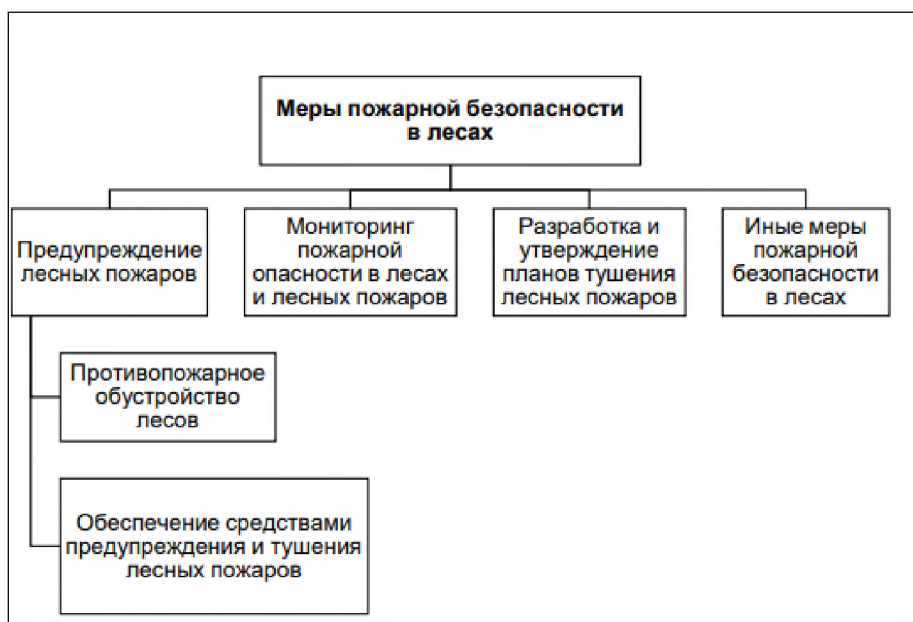 Меры пожарной безопасности
в лесах
Предупреждение
лесных пожаров
Мониторинг
пожарной
опасности в лесах
и лесных пожаров
Разработка и
утверждение
планов тушения
лесных пожаров
Иные меры
пожарной
безопасности
в лесах
Противопожарное
обустройство
лесов
Обеспечение средствами
предупреждения и тушения
лесных пожаров